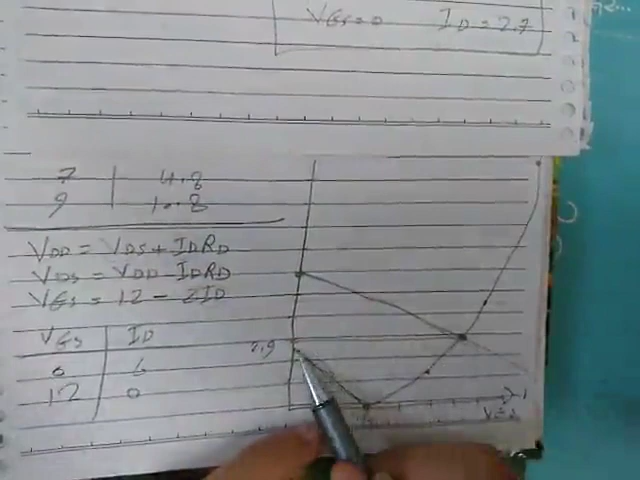 VGS=0 ID=2.7
7 4.8
9 10.8
VDD = VDS + IDRD
VDS = VDD - IDRD
VGS = 12 - 2ID
VGS ID
0 6
12 0
2.9